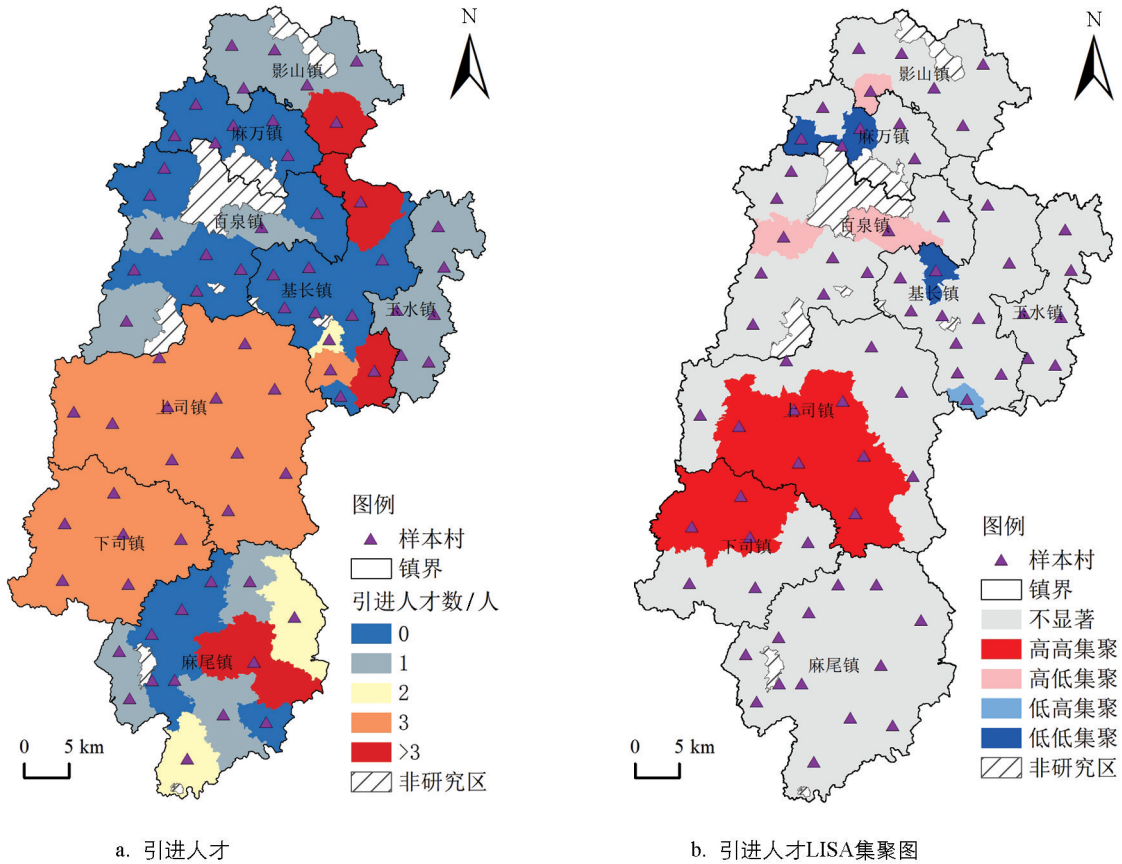 N
影山镇
麻万镇
百泉镇
基长镇
玉水镇
上司镇
下司镇
麻尾镇
图例
样本村
镇界
引进人才数/人
0
1
2
3
>3
非研究区
0 5 km
a. 引进人才
N
影山镇
麻万镇
百泉镇
基长镇
玉水镇
上司镇
下司镇
麻尾镇
图例
样本村
镇界
不显著
高高集聚
高低集聚
低高集聚
低低集聚
非研究区
0 5 km
b. 引进人才LISA集聚图